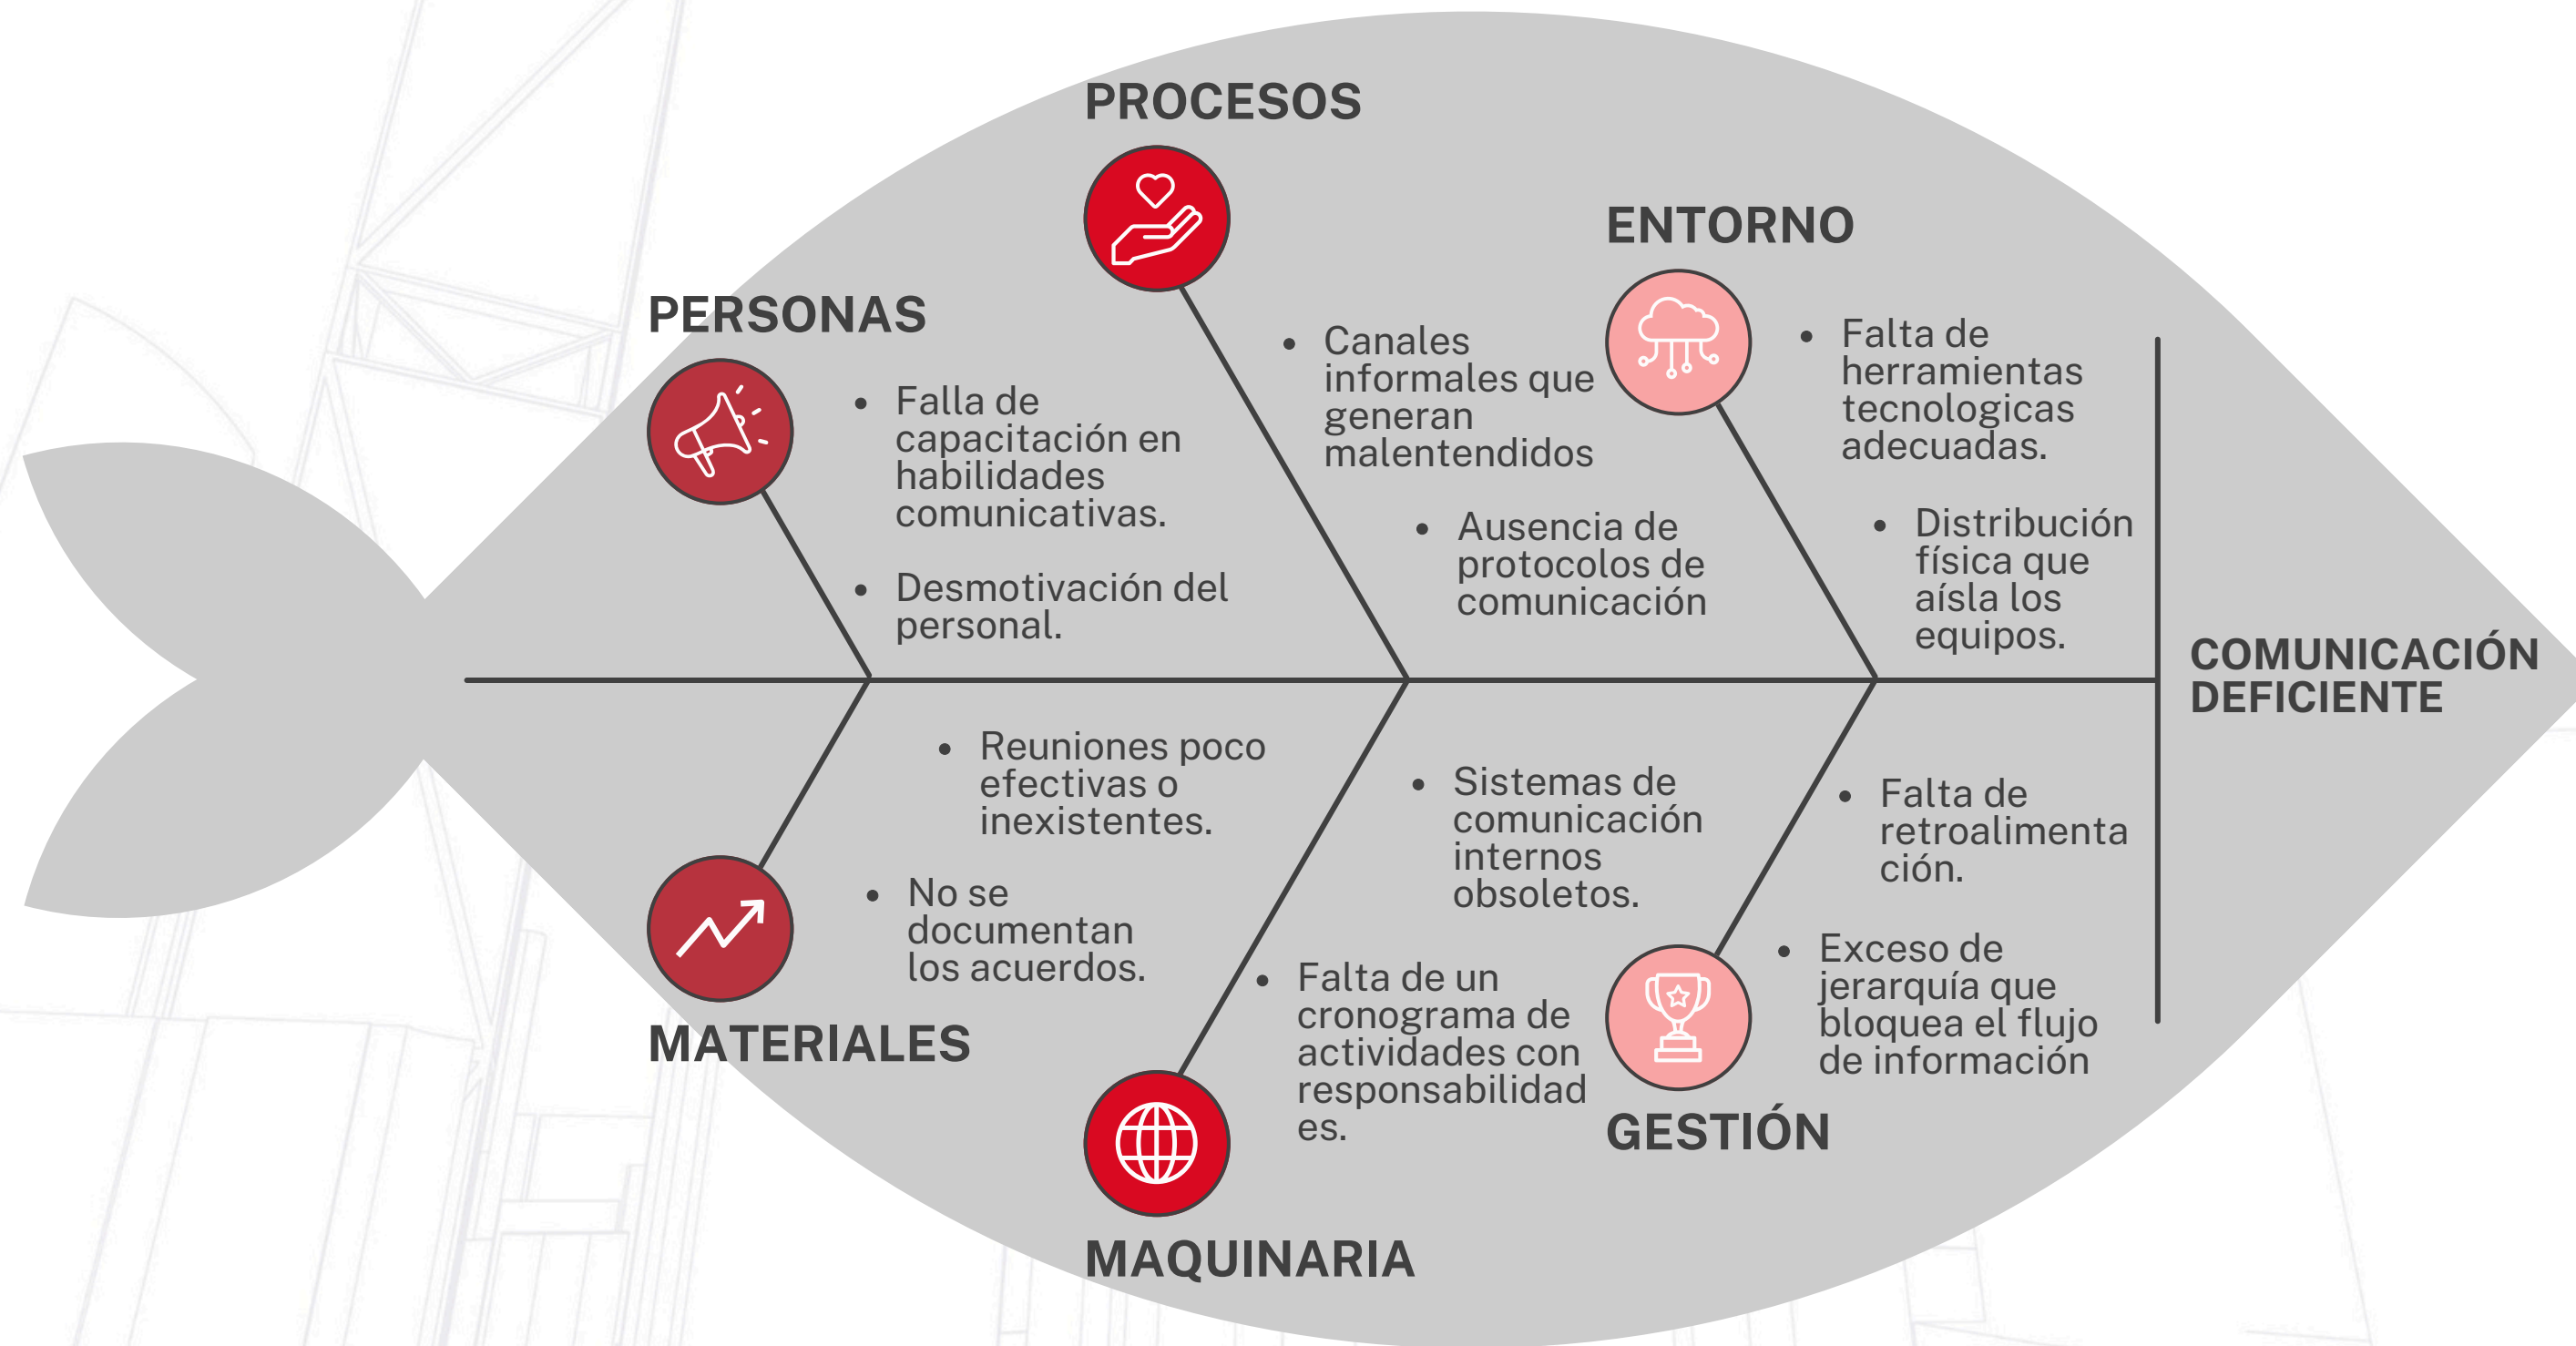 PROCESOS
Canales
informales que
generan
malentendidos
Ausencia de
protocolos de
comunicación
ENTORNO
Falta de
herramientas
tecnologicas
adecuadas.
Distribución
física que
aísla los
equipos.
PERSONAS
Falla de
capacitación en
habilidades
comunicativas.
Desmotivación del
personal.
COMUNICACIÓN
DEFICIENTE
Reuniones poco
efectivas o
inexistentes.
No se
documentan
los acuerdos.
MATERIALES
Sistemas de
comunicación
internos
obsoletos.
Falta de un
cronograma de
actividades con
responsabilidad
es.
MAQUINARIA
Falta de
retroalimenta
ción.
Exceso de
jerarquía que
bloquea el flujo
de información
GESTIÓN